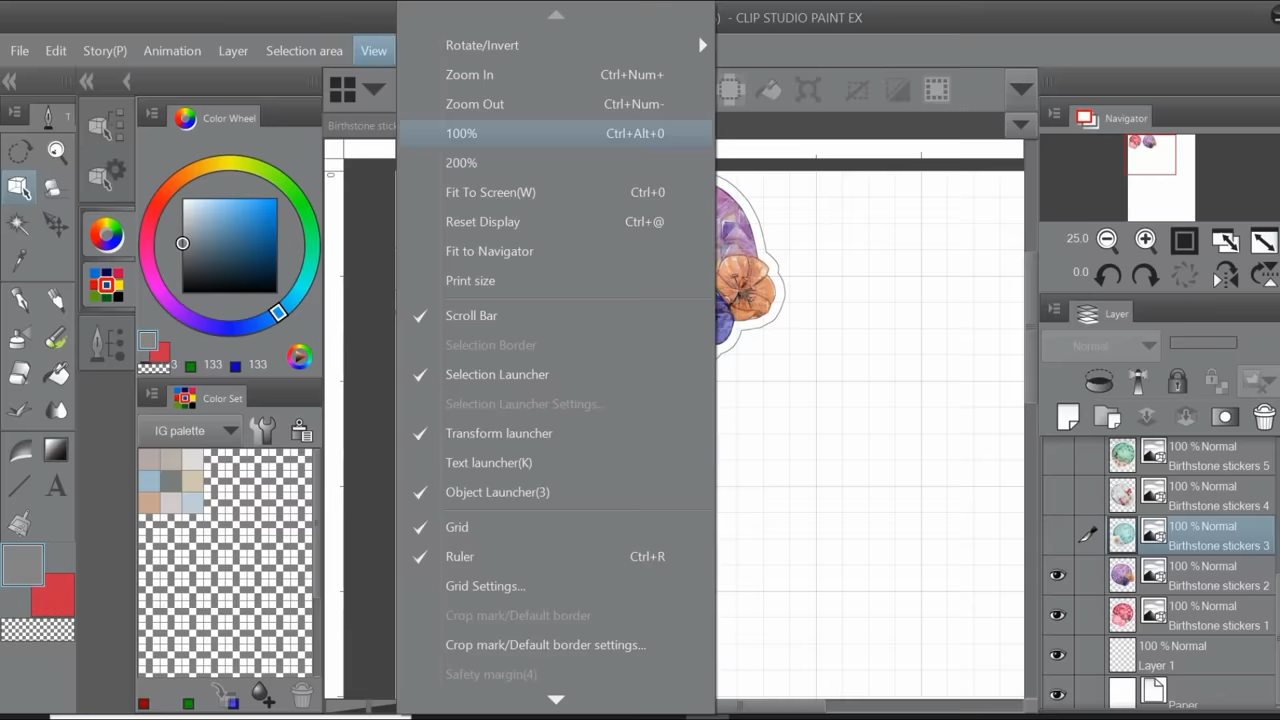 ) - CLIP STUDIO PAINT EX
File Edit Story(P) Animation Layer Selection area View
Rotate/Invert
Zoom In Ctrl+Num+
Zoom Out Ctrl+Num-
100% Ctrl+Alt+0
200%
Fit To Screen(W) Ctrl+0
Reset Display Ctrl+@
Fit to Navigator
Print size
Scroll Bar
Selection Border
Selection Launcher
Selection Launcher Settings...
Transform launcher
Text launcher(K)
Object Launcher(3)
Grid
Ruler Ctrl+R
Grid Settings...
Crop mark/Default border
Crop mark/Default border settings...
Safety margin(4)
T
Color Wheel
3 133 133
Color Set
IG palette
A
Birthstone stick
0
Navigator
25.0
0.0
Layer
Normal
100 % Normal
Birthstone stickers 5
100 % Normal
Birthstone stickers 4
100 % Normal
Birthstone stickers 3
100 % Normal
Birthstone stickers 2
100 % Normal
Birthstone stickers 1
100 % Normal
Layer 1
Paper